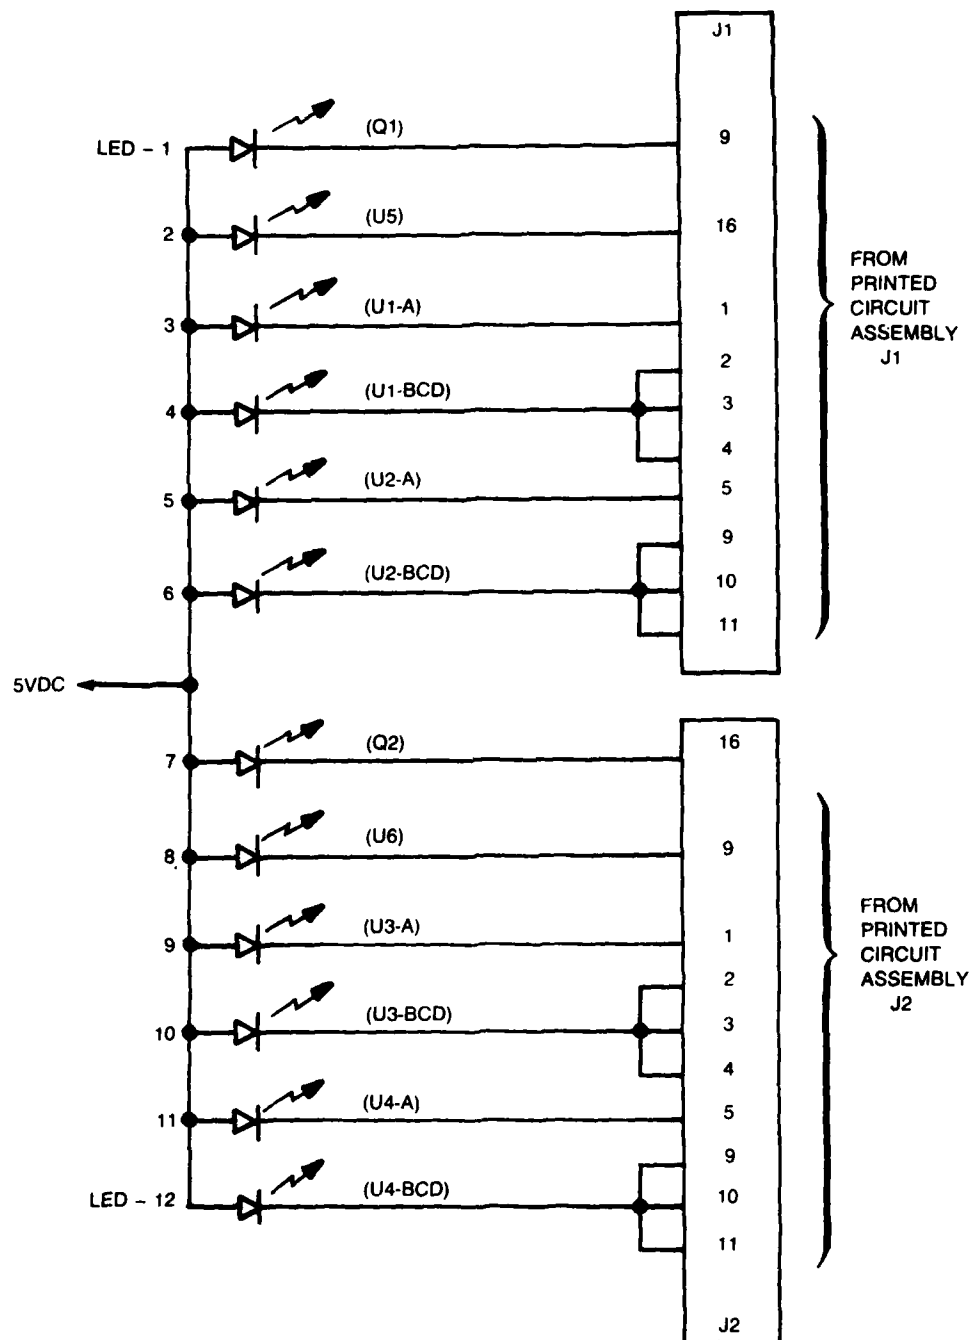 J1
LED - 1 (Q1) 9
2 (U5) 16
3 (U1-A) 1
2
4 (U1-BCD) 3
4
5 (U2-A) 5
9
6 (U2-BCD) 10
11
FROM
PRINTED
CIRCUIT
ASSEMBLY
J1
5VDC
7 (Q2) 16
8 (U6) 9
9 (U3-A) 1
2
10 (U3-BCD) 3
4
11 (U4-A) 5
9
LED - 12 (U4-BCD) 10
11
J2
FROM
PRINTED
CIRCUIT
ASSEMBLY
J2